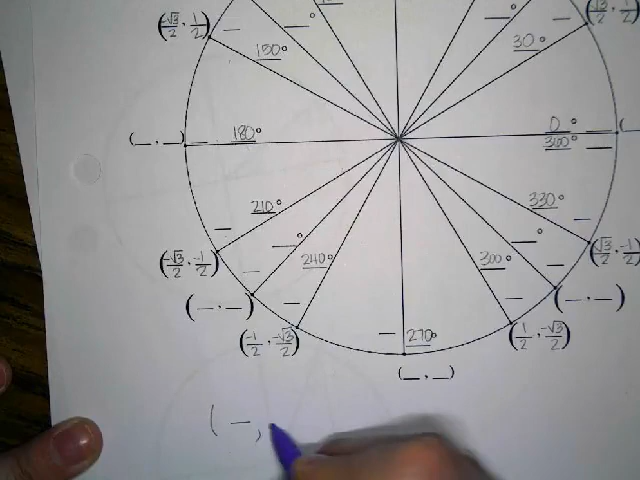 (-√3/2, 1/2) _ _° _° _ (√3/2, 1/2)
150° 30°
(_, _) _ 180° 0° _ (_
360° _
210° 330°
_ _° _° _
(-√3/2, -1/2) _ 240° 300° _ (√3/2, -1/2)
(_, _) _ _ (_, _)
(-1/2, -√3/2) _ 270° (1/2, -√3/2)
(_, _)
( _ ,